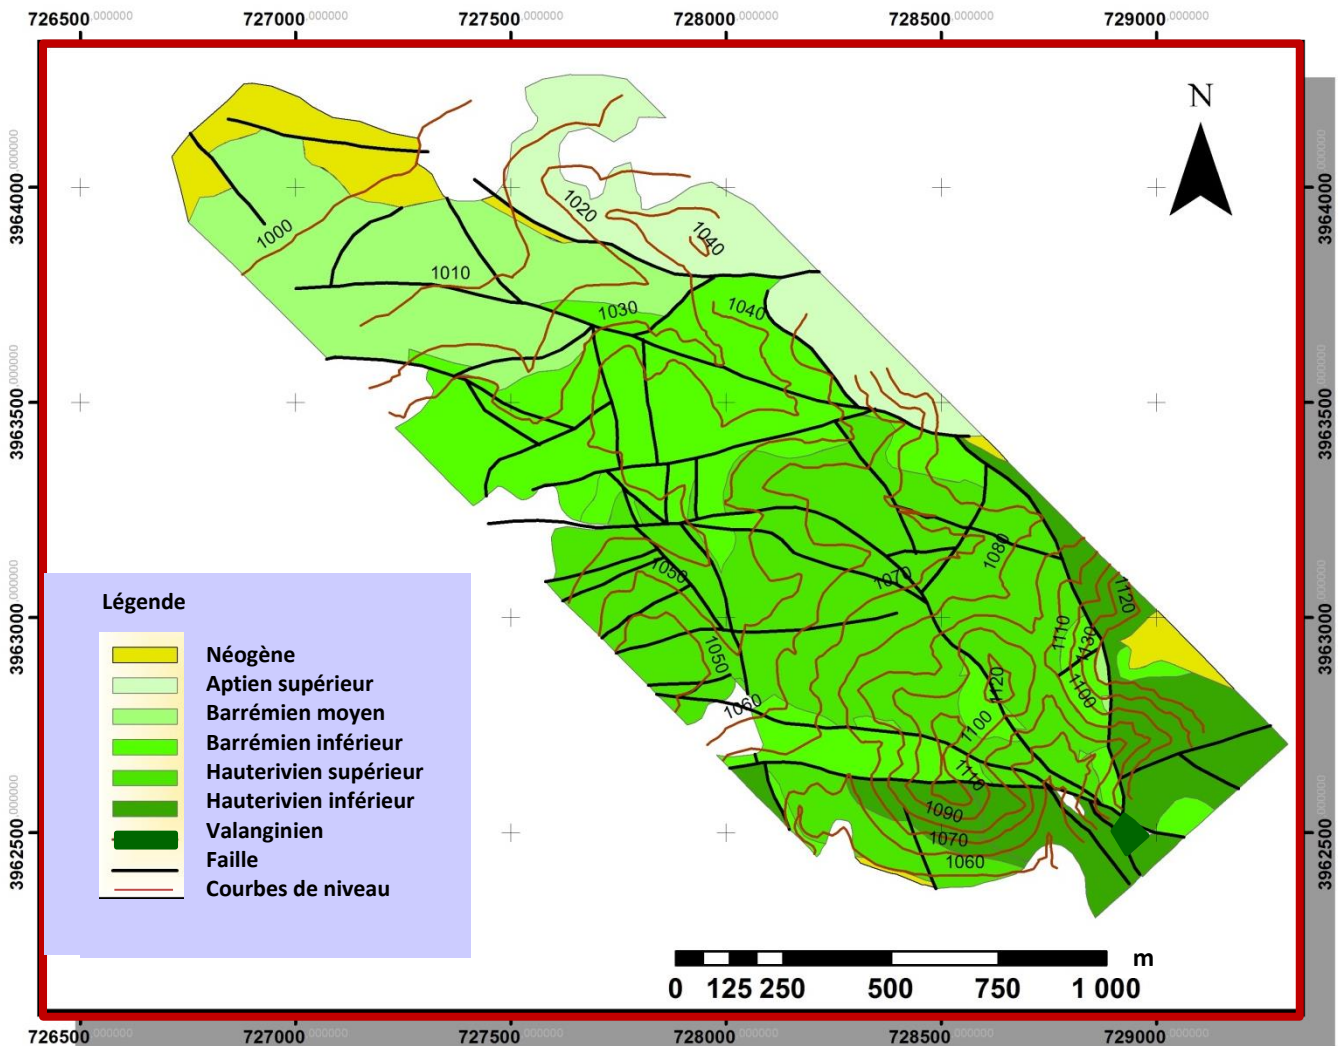 726500.000000 727000.000000 727500.000000 728000.000000 728500.000000 729000.000000
N
3964000.000000
3964000.000000
3963500.000000
3963500.000000
3963000.000000
3963000.000000
3962500.000000
3962500.000000
1000
1010
1020
1040
1030
1040
1050
1070
1080
1120
1110
1130
1050
1120
1100
1060
1100
1110
1090
1070
1060
Légende
Néogène
Aptien supérieur
Barrémien moyen
Barrémien inférieur
Hauterivien supérieur
Hauterivien inférieur
Valanginien
Faille
Courbes de niveau
m
0 125 250 500 750 1 000
726500.000000 727000.000000 727500.000000 728000.000000 728500.000000 729000.000000